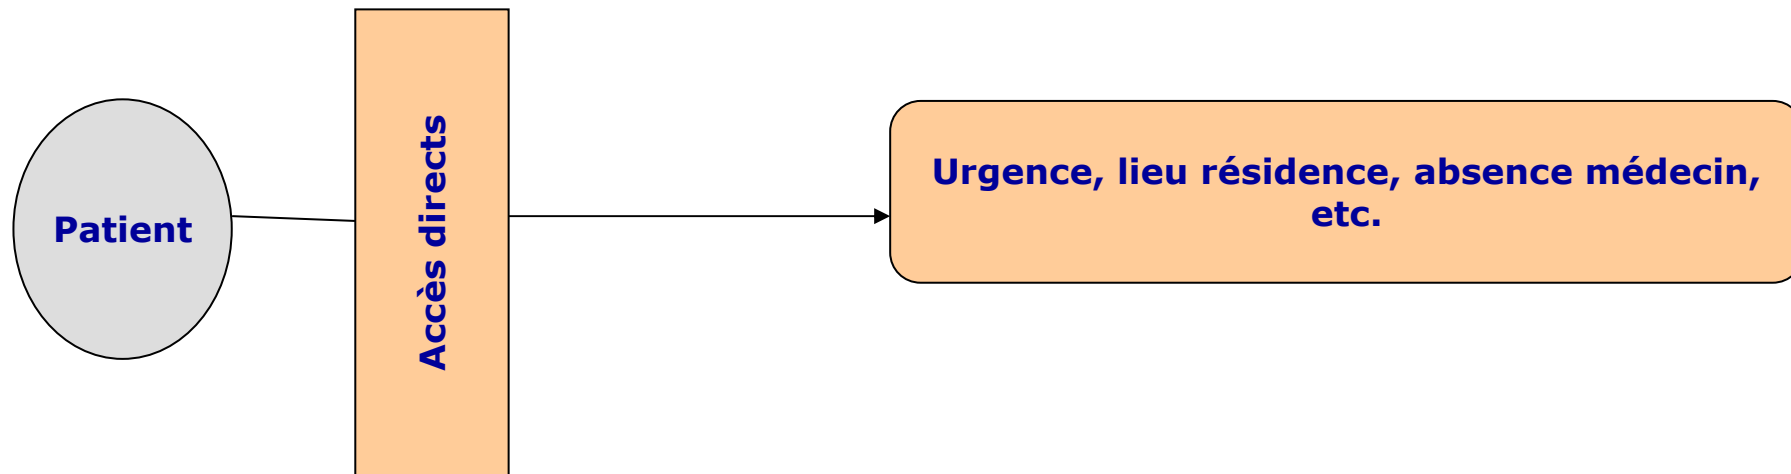 Patient
Accès directs
Urgence, lieu résidence, absence médecin,
etc.